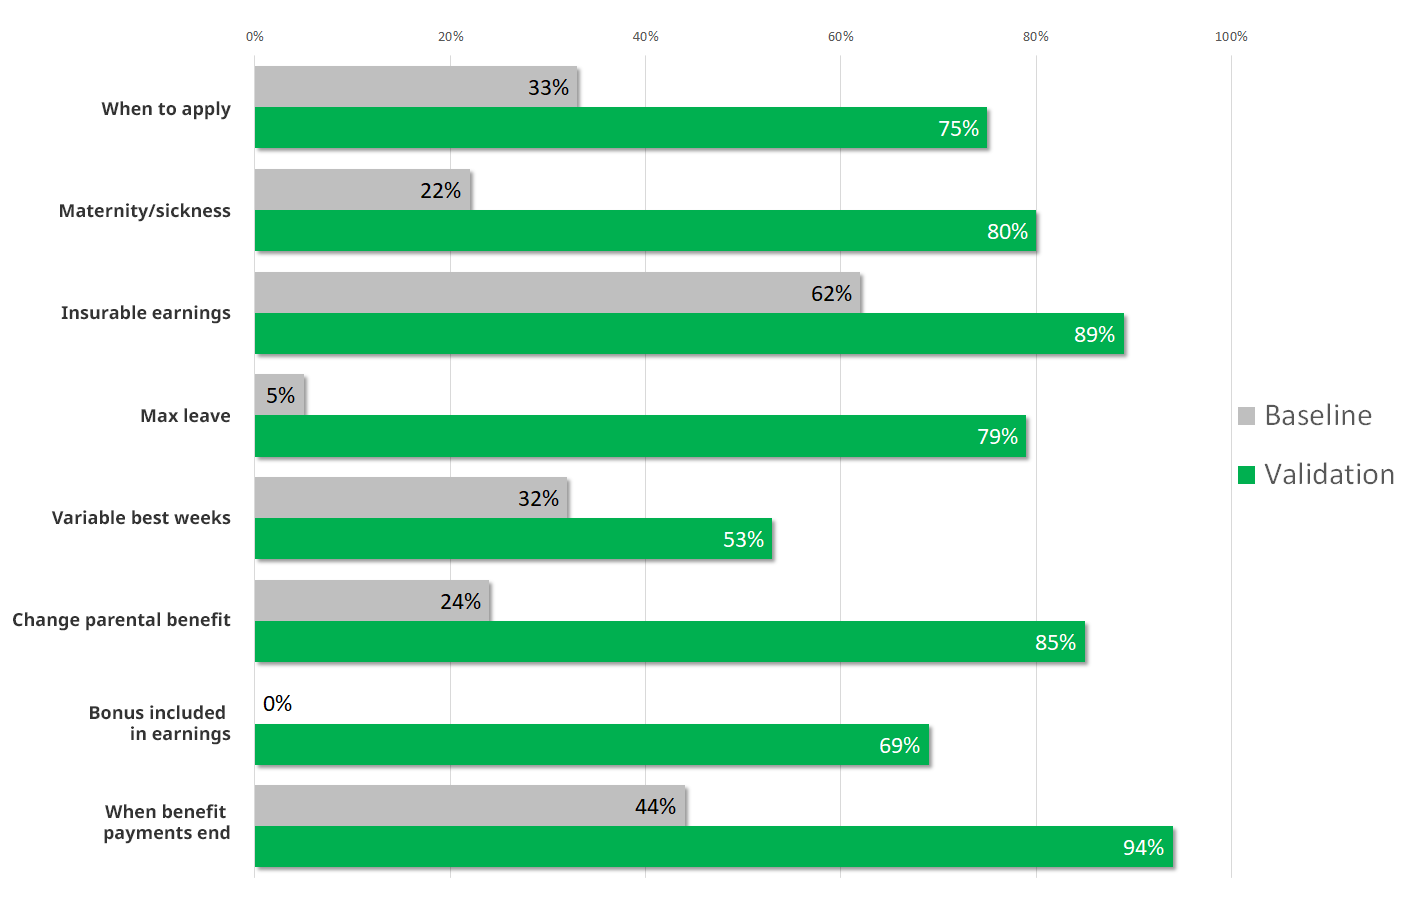 0% 20% 40% 60% 80% 100%
When to apply
33%
75%
Maternity/sickness
22%
80%
Insurable earnings
62%
89%
Max leave
5%
79%
Variable best weeks
32%
53%
Change parental benefit
24%
85%
Bonus included
in earnings
0%
69%
When benefit
payments end
44%
94%
Baseline
Validation